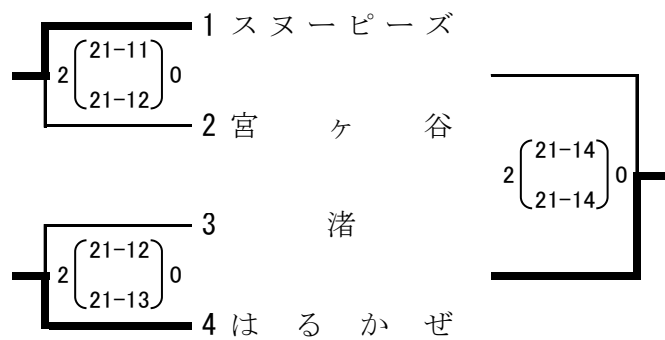 1 スヌーピーズ
2 ( 21-11 21-12 ) 0
2 宮ヶ谷
2 ( 21-14 21-14 ) 0
3 渚
2 ( 21-12 21-13 ) 0
4 はるかぜ